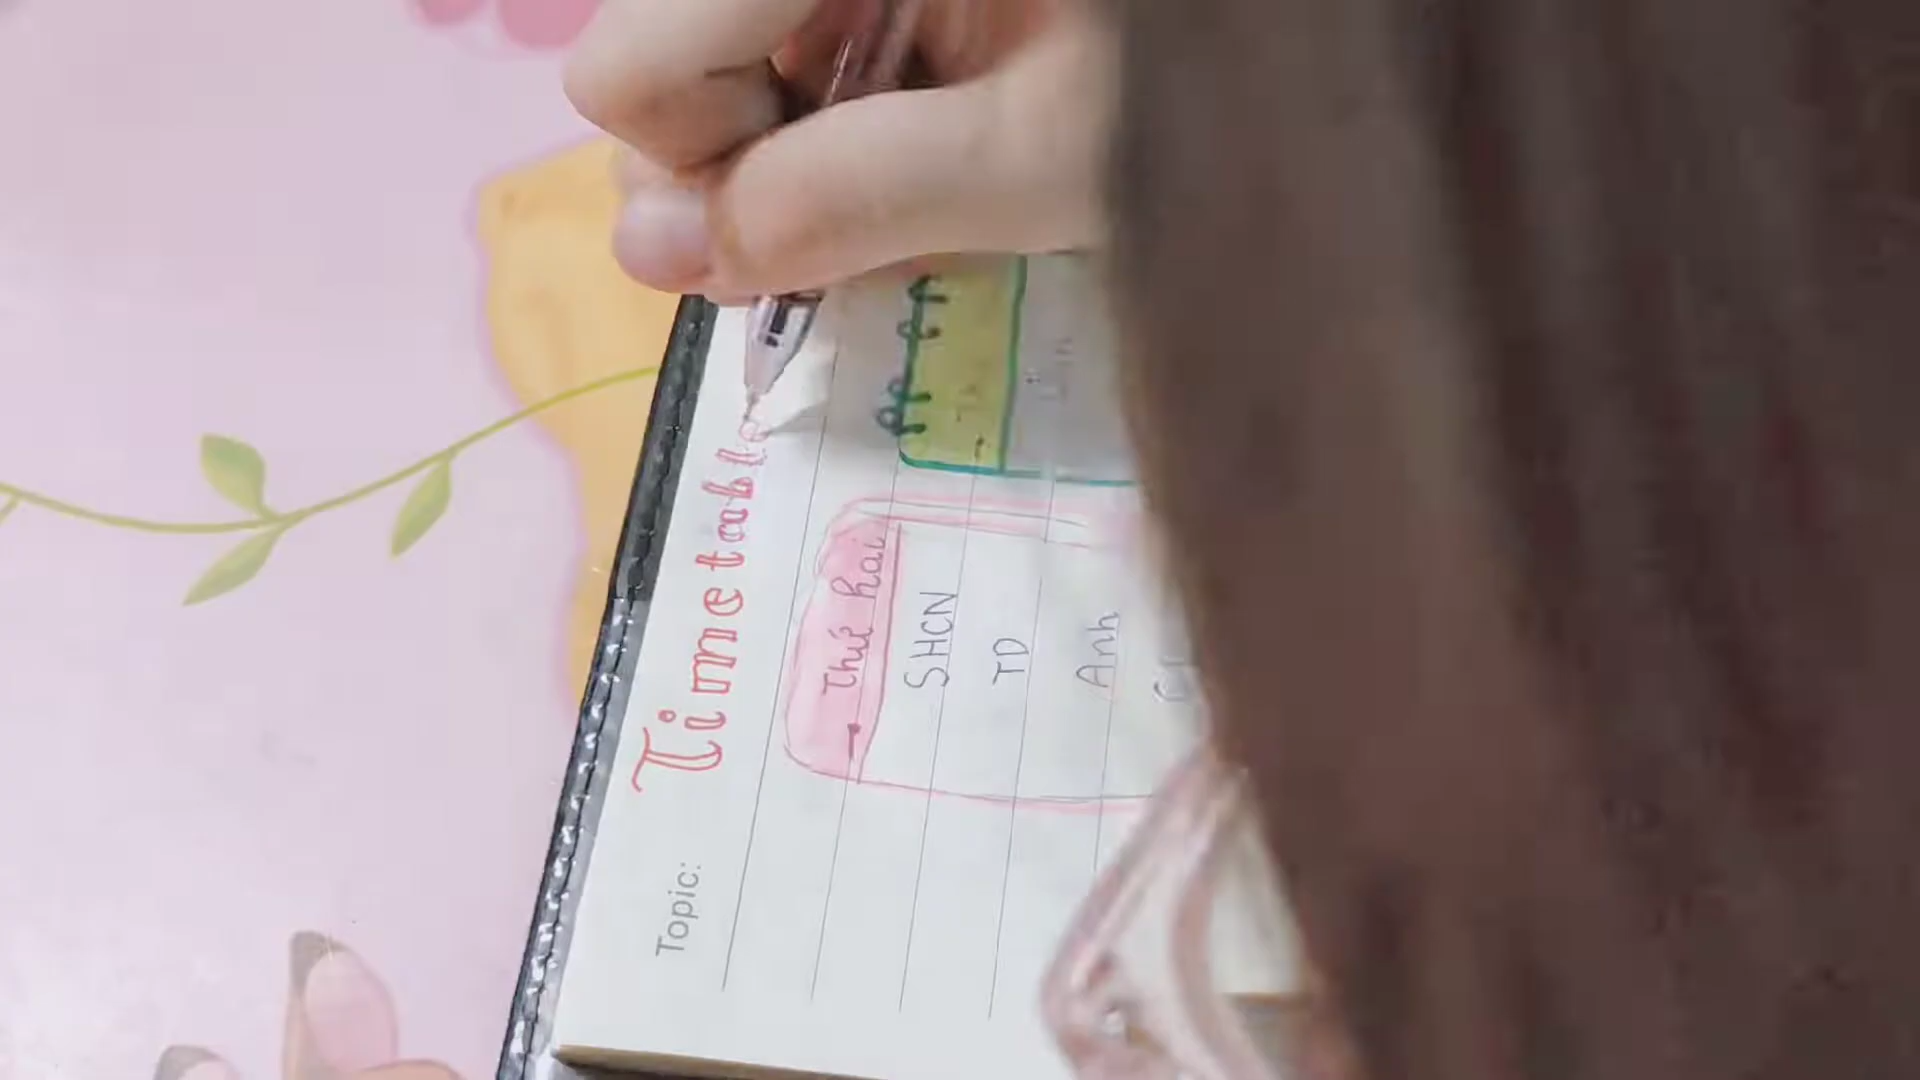 Topic:
Timetable
Thứ hai
SHCN
TD
Anh